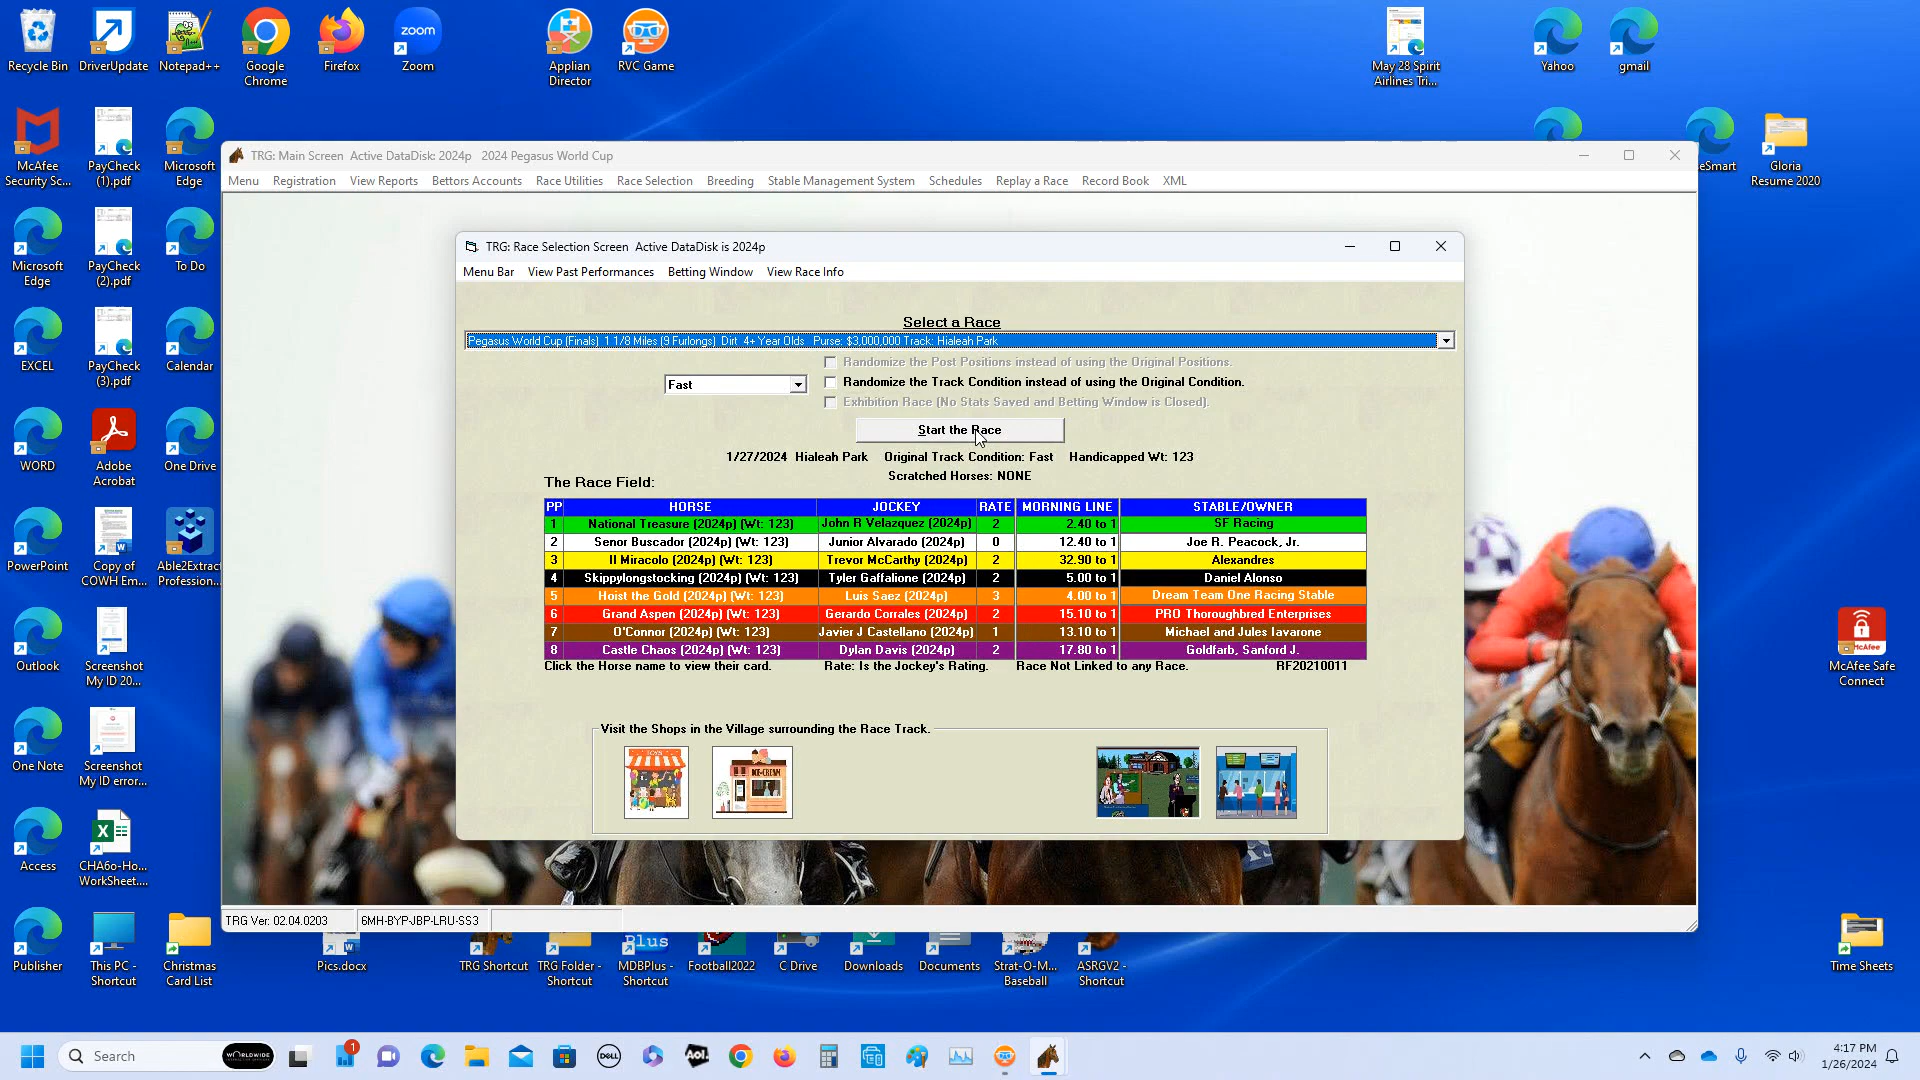 Recycle Bin
DriverUpdate
Notepad++
Google
Chrome
Firefox
zoom
Zoom
Applian
Director
RVC Game
May 28 Spirit
Airlines Tri...
Yahoo
gmail
McAfee
Security Sc...
PayCheck
(1).pdf
Microsoft
Edge
eSmart
Gloria
Resume 2020
Microsoft
Edge
PayCheck
(2).pdf
To Do
EXCEL
PayCheck
(3).pdf
Calendar
WORD
Adobe
Acrobat
One Drive
PowerPoint
Copy of
COWH Em...
Able2Extract
Profession...
Outlook
Screenshot
My ID 20...
One Note
Screenshot
My ID error...
Access
CHA6o-Ho...
WorkSheet....
Publisher
This PC -
Shortcut
Christmas
Card List
TRG: Main Screen Active DataDisk: 2024p 2024 Pegasus World Cup
Menu Registration View Reports Bettors Accounts Race Utilities Race Selection Breeding Stable Management System Schedules Replay a Race Record Book XML
TRG: Race Selection Screen Active DataDisk is 2024p
Menu Bar View Past Performances Betting Window View Race Info
Select a Race
Pegasus World Cup (Finals) 1 1/8 Miles (9 Furlongs) Dirt 4+ Year Olds Purse: $3,000,000 Track: Hialeah Park
Randomize the Post Positions instead of using the Original Positions.
Fast
Randomize the Track Condition instead of using the Original Condition.
Exhibition Race (No Stats Saved and Betting Window is Closed).
Start the Race
1/27/2024 Hialeah Park Original Track Condition: Fast Handicapped Wt: 123
Scratched Horses: NONE
The Race Field:
PP HORSE JOCKEY RATE MORNING LINE STABLE/OWNER
1 National Treasure (2024p) (Wt: 123) John R Velazquez (2024p) 2 2.40 to 1 SF Racing
2 Senor Buscador (2024p) (Wt: 123) Junior Alvarado (2024p) 0 12.40 to 1 Joe R. Peacock, Jr.
3 Il Miracolo (2024p) (Wt: 123) Trevor McCarthy (2024p) 2 32.90 to 1 Alexandres
4 Skippylongstocking (2024p) (Wt: 123) Tyler Gaffalione (2024p) 2 5.00 to 1 Daniel Alonso
5 Hoist the Gold (2024p) (Wt: 123) Luis Saez (2024p) 3 4.00 to 1 Dream Team One Racing Stable
6 Grand Aspen (2024p) (Wt: 123) Gerardo Corrales (2024p) 2 15.10 to 1 PRO Thoroughbred Enterprises
7 O'Connor (2024p) (Wt: 123) Javier J Castellano (2024p) 1 13.10 to 1 Michael and Jules Iavarone
8 Castle Chaos (2024p) (Wt: 123) Dylan Davis (2024p) 2 17.80 to 1 Goldfarb, Sanford J.
Click the Horse name to view their card. Rate: Is the Jockey's Rating. Race Not Linked to any Race. RF20210011
Visit the Shops in the Village surrounding the Race Track.
TOYS
ICE-CREAM
TRG Ver: 02.04.0203 6MH-BYP-JBP-LRU-SS3
McAfee
McAfee Safe
Connect
Pics.docx
TRG Shortcut
TRG Folder -
Shortcut
Plus
MDBPlus -
Shortcut
Football2022
C Drive
Downloads
Documents
Strat-O-M...
Baseball
ASRGV2 -
Shortcut
Time Sheets
Search
WORLDWIDE
1
DELL
Aol.
4:17 PM
1/26/2024